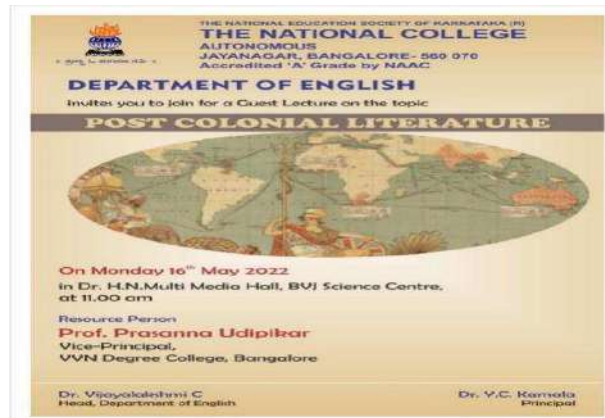 THE NATIONAL EDUCATION SOCIETY OF KARNATAKA (R)
THE NATIONAL COLLEGE
AUTONOMOUS
JAYANAGAR, BANGALORE- 560 070
Accredited 'A' Grade by NAAC
DEPARTMENT OF ENGLISH
Invites you to join for a Guest Lecture on the topic
POST COLONIAL LITERATURE
On Monday 16th May 2022
in Dr. H.N.Multi Media Hall, BVJ Science Centre,
at 11.00 am
Resource Person
Prof. Prasanna Udipikar
Vice-Principal,
VVN Degree College, Bangalore
Dr. Vijayalakshmi C
Head, Department of English
Dr. Y.C. Kamala
Principal